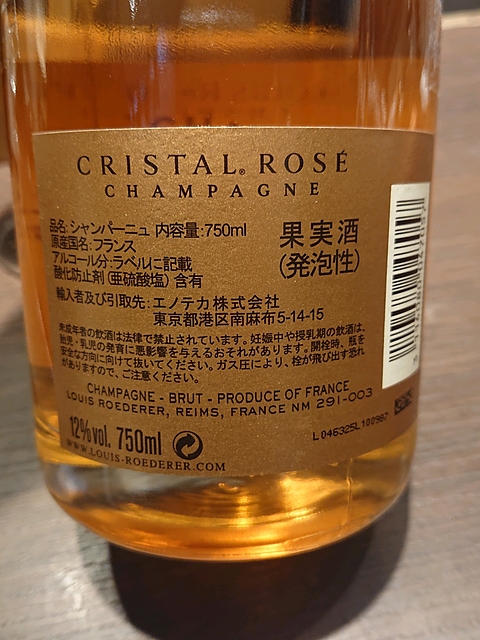 CRISTAL® ROSÉ
CHAMPAGNE
品名:シャンパーニュ 内容量:750ml
原産国名:フランス
アルコール分:ラベルに記載
酸化防止剤(亜硫酸塩)含有
果実酒
(発泡性)
輸入者及び引取先:エノテカ株式会社
東京都港区南麻布5-14-15
未成年者の飲酒は法律で禁止されています。妊娠中や授乳期の飲酒は、
胎児・乳児の発育に悪影響を与えるおそれがあります。開栓時、瓶を
安全な方向に向けて抜いてください。ガス圧により、栓が飛び出す恐れ
がありますので、ご注意ください。
CHAMPAGNE - BRUT - PRODUCE OF FRANCE
LOUIS ROEDERER, REIMS, FRANCE NM 291-003
12% vol. 750ml
WWW.LOUIS-ROEDERER.COM
L046325L100987